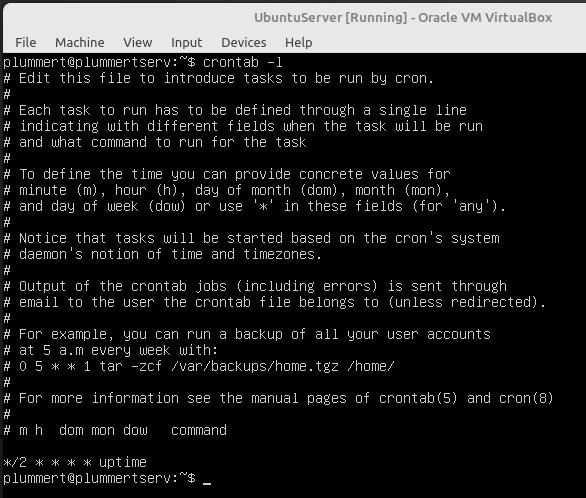 UbuntuServer [Running] - Oracle VM VirtualBox
File Machine View Input Devices Help
plummert@plummertserv:~$ crontab -l
# Edit this file to introduce tasks to be run by cron.
#
# Each task to run has to be defined through a single line
# indicating with different fields when the task will be run
# and what command to run for the task
#
# To define the time you can provide concrete values for
# minute (m), hour (h), day of month (dom), month (mon),
# and day of week (dow) or use '*' in these fields (for 'any').
#
# Notice that tasks will be started based on the cron's system
# daemon's notion of time and timezones.
#
# Output of the crontab jobs (including errors) is sent through
# email to the user the crontab file belongs to (unless redirected).
#
# For example, you can run a backup of all your user accounts
# at 5 a.m every week with:
# 0 5 * * 1 tar -zcf /var/backups/home.tgz /home/
#
# For more information see the manual pages of crontab(5) and cron(8)
#
# m h  dom mon dow   command

*/2 * * * * uptime
plummert@plummertserv:~$ _